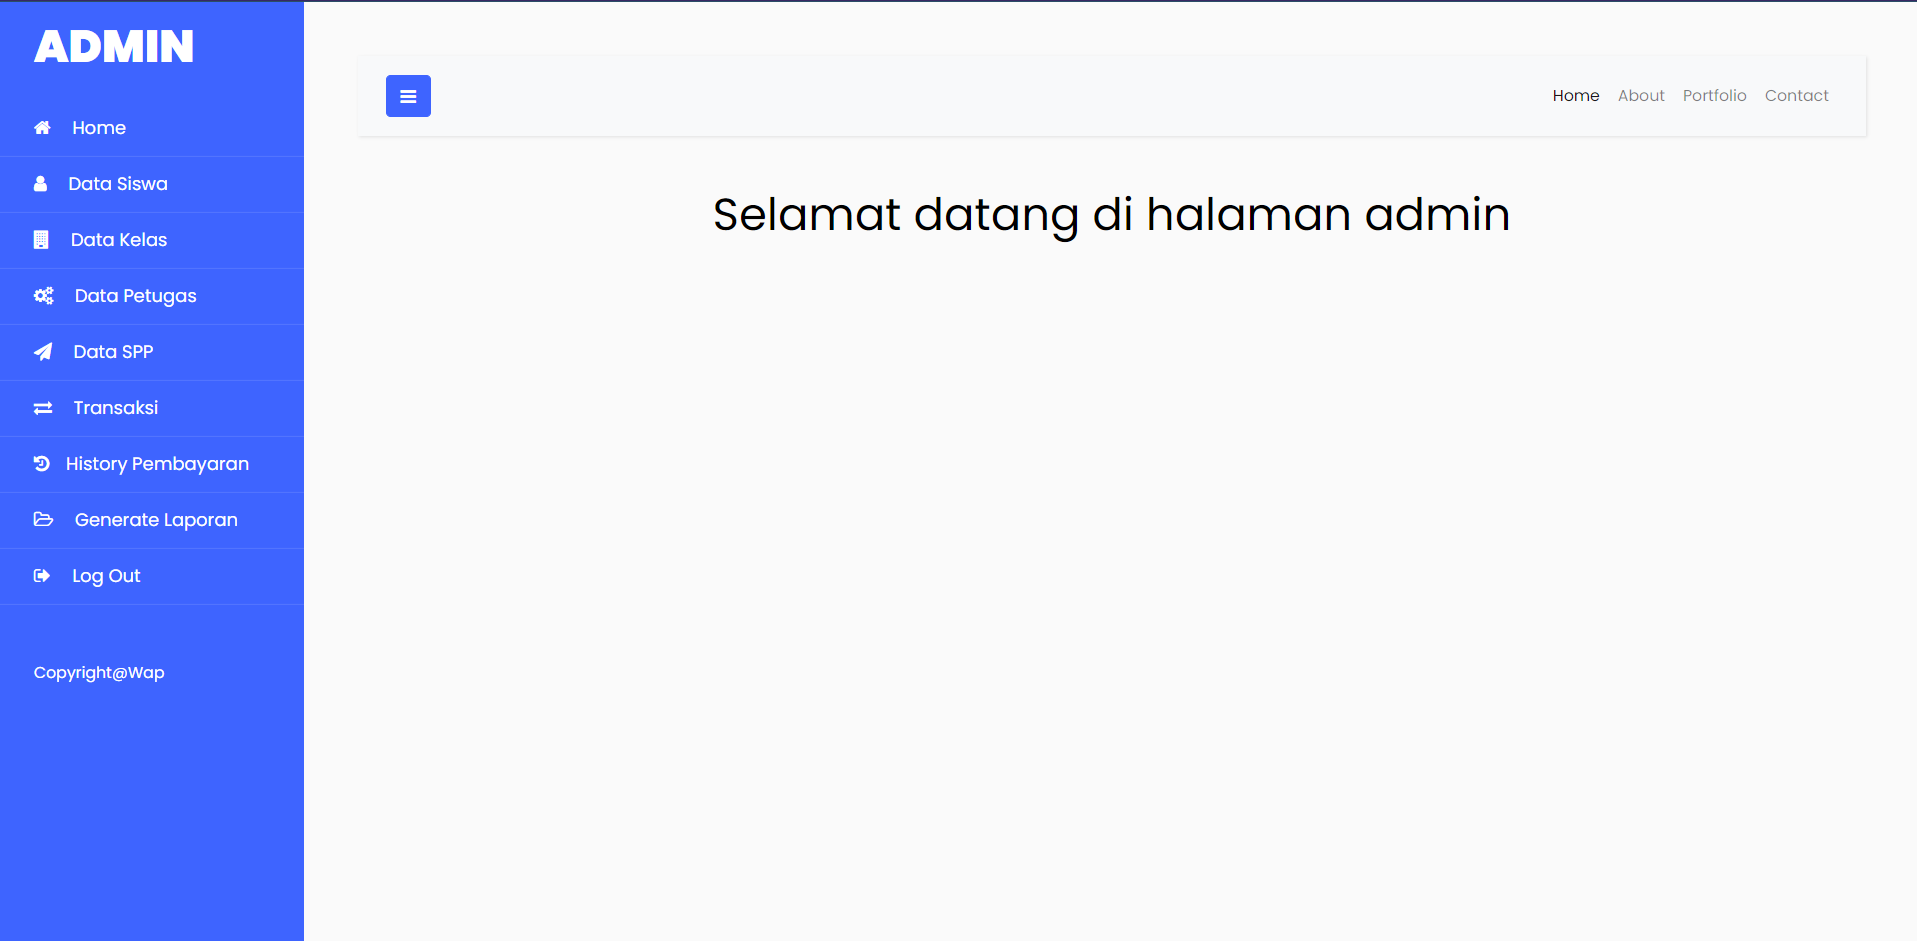 ADMIN
Home
Data Siswa
Data Kelas
Data Petugas
Data SPP
Transaksi
History Pembayaran
Generate Laporan
Log Out
Copyright@Wap
Home About Portfolio Contact
Selamat datang di halaman admin